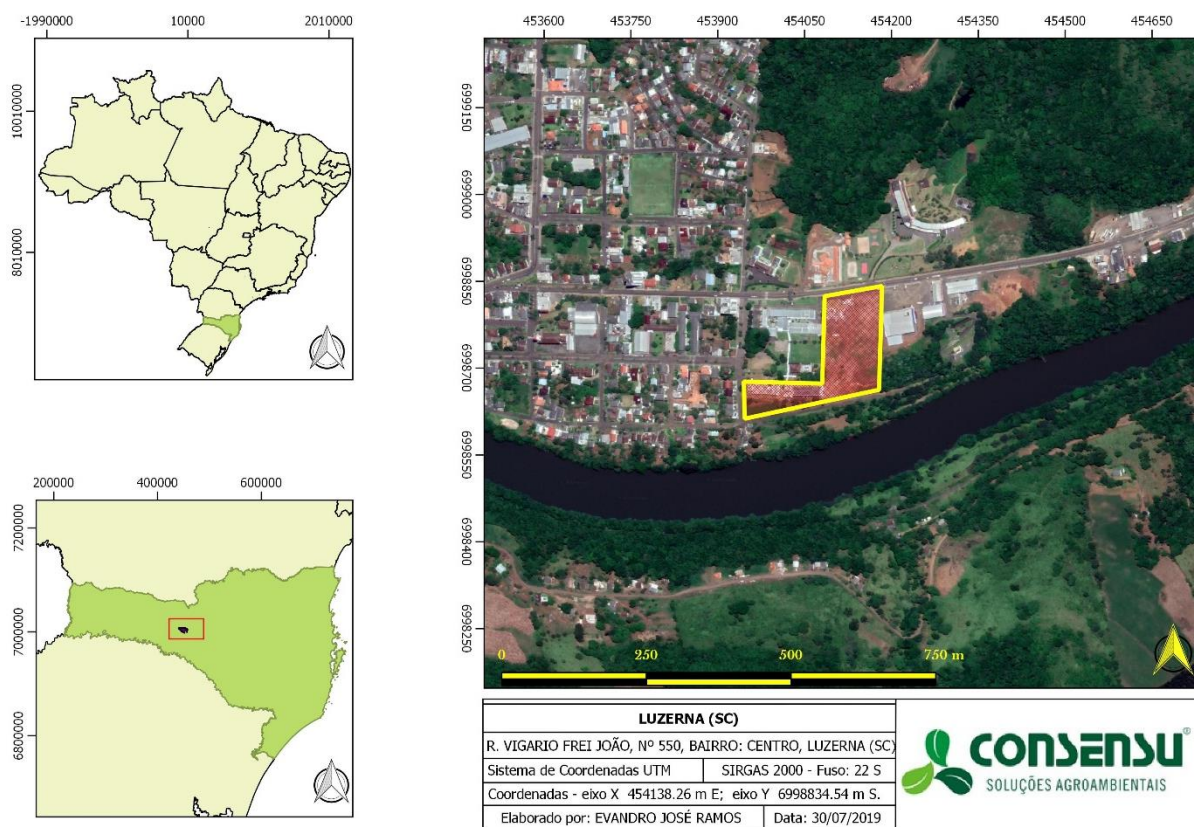 -1990000 10000 2010000
10010000
8010000
200000 400000 600000
7200000
7000000
6800000
453600 453750 453900 454050 454200 454350 454500 454650
6999150
6999000
6998850
6998700
6998550
6998400
6998250
0 250 500 750 m
LUZERNA (SC)
R. VIGARIO FREI JOÃO, Nº 550, BAIRRO: CENTRO, LUZERNA (SC)
Sistema de Coordenadas UTM SIRGAS 2000 - Fuso: 22 S
Coordenadas - eixo X 454138.26 m E; eixo Y 6998834.54 m S.
Elaborado por: EVANDRO JOSÉ RAMOS Data: 30/07/2019
CONSENSU®
SOLUÇÕES AGROAMBIENTAIS